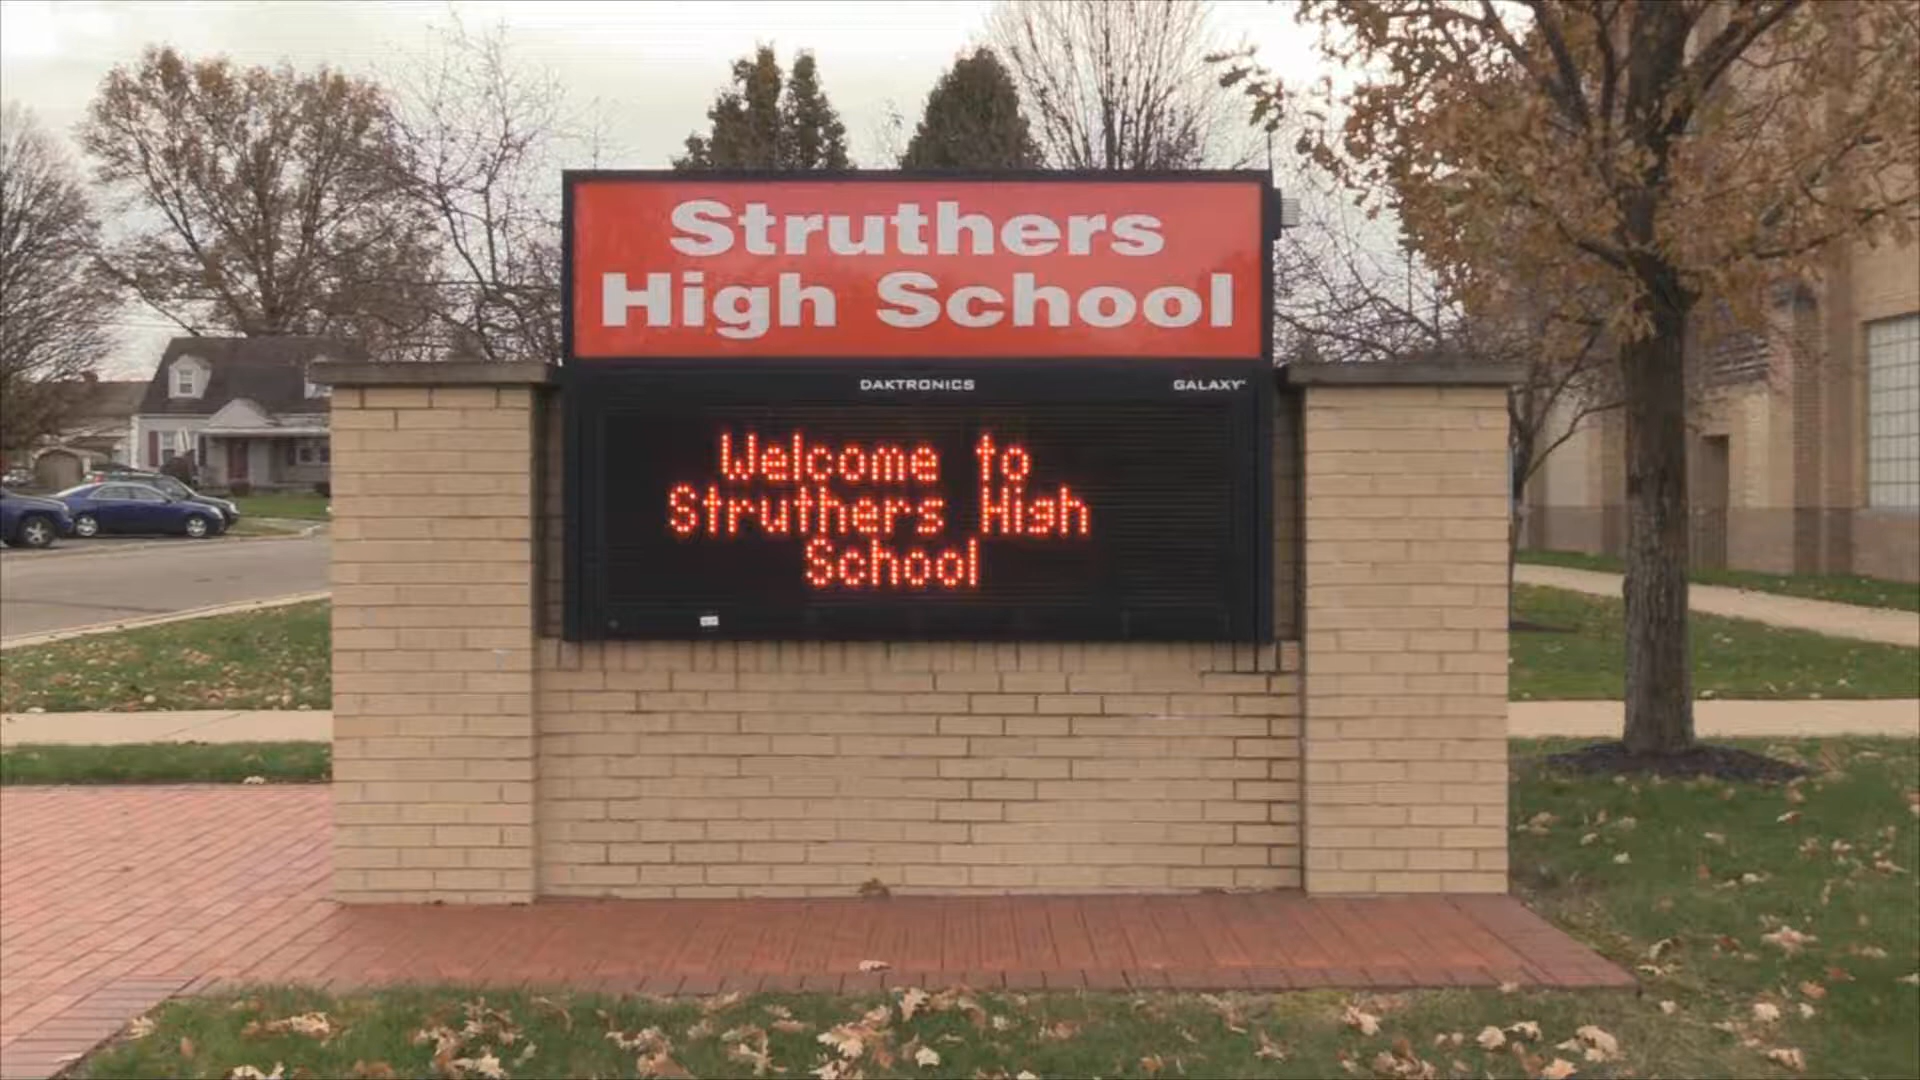 Struthers
High School
DAKTRONICS GALAXY
Welcome to
Struthers High
School